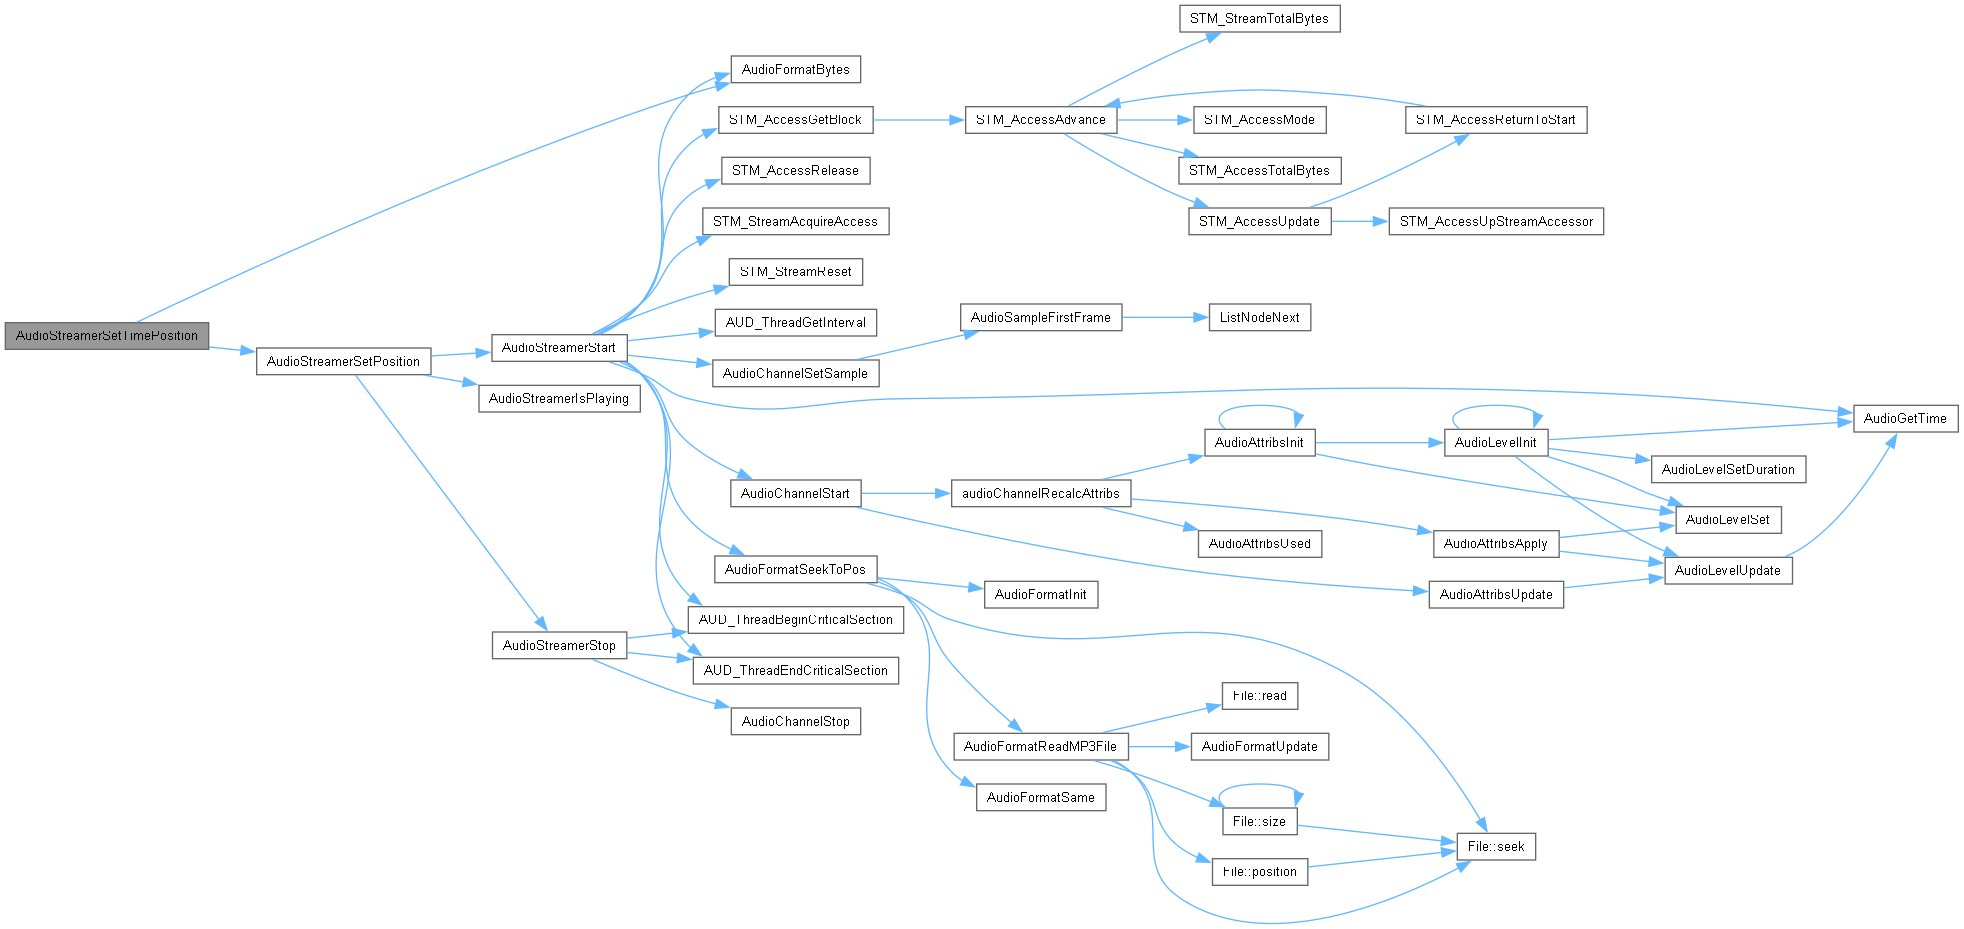 STM_StreamTotalBytes
AudioFormatBytes
STM_AccessGetBlock
STM_AccessAdvance
STM_AccessMode
STM_AccessReturnToStart
STM_AccessRelease
STM_AccessTotalBytes
STM_StreamAcquireAccess
STM_AccessUpdate
STM_AccessUpStreamAccessor
STM_StreamReset
AudioStreamerSetTimePosition
AUD_ThreadGetInterval
AudioSampleFirstFrame
ListNodeNext
AudioStreamerStart
AudioStreamerSetPosition
AudioChannelSetSample
AudioStreamerIsPlaying
AudioGetTime
AudioAttribsInit
AudioLevelInit
AudioLevelSetDuration
AudioChannelStart
audioChannelRecalcAttribs
AudioLevelSet
AudioAttribsUsed
AudioAttribsApply
AudioFormatSeekToPos
AudioLevelUpdate
AudioFormatInit
AudioAttribsUpdate
AUD_ThreadBeginCriticalSection
AudioStreamerStop
AUD_ThreadEndCriticalSection
File::read
AudioChannelStop
AudioFormatReadMP3File
AudioFormatUpdate
AudioFormatSame
File::size
File::seek
File::position